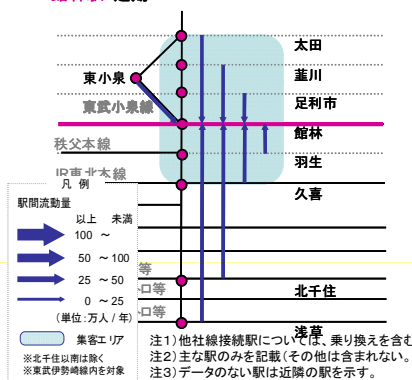 太田
韮川
東小泉
足利市
東武小泉線
館林
秩父本線
羽生
JR東北本線
久喜
凡 例
駅間流動量
以上 未満
100 ～
50 ～100
25 ～50
0 ～25
(単位:万人/年)
集客エリア
※北千住以南は除く
※東武伊勢崎線内を対象
等
北千住
ロ等
ロ等
浅草
注1)他社線接続駅については、乗り換えを含む
注2)主な駅のみを記載(その他は含まれない。
注3)データのない駅は近隣の駅を示す。